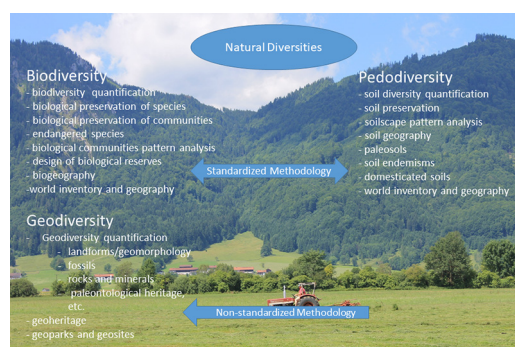 Natural Diversities
Biodiversity
- biodiversity quantification
- biological preservation of species
- biological preservation of communities
- endangered species
- biological communities pattern analysis
- design of biological reserves
- biogeography
-world inventory and geography
Pedodiversity
- soil diversity quantification
- soil preservation
- soilscape pattern analysis
- soil geography
- paleosols
- soil endemisms
- domesticated soils
- world inventory and geography
Standardized Methodology
Geodiversity
- Geodiversity quantification
- landforms/geomorphology
- fossils
- rocks and minerals
- paleontological heritage,
etc.
- geoheritage
- geoparks and geosites
Non-standardized Methodology